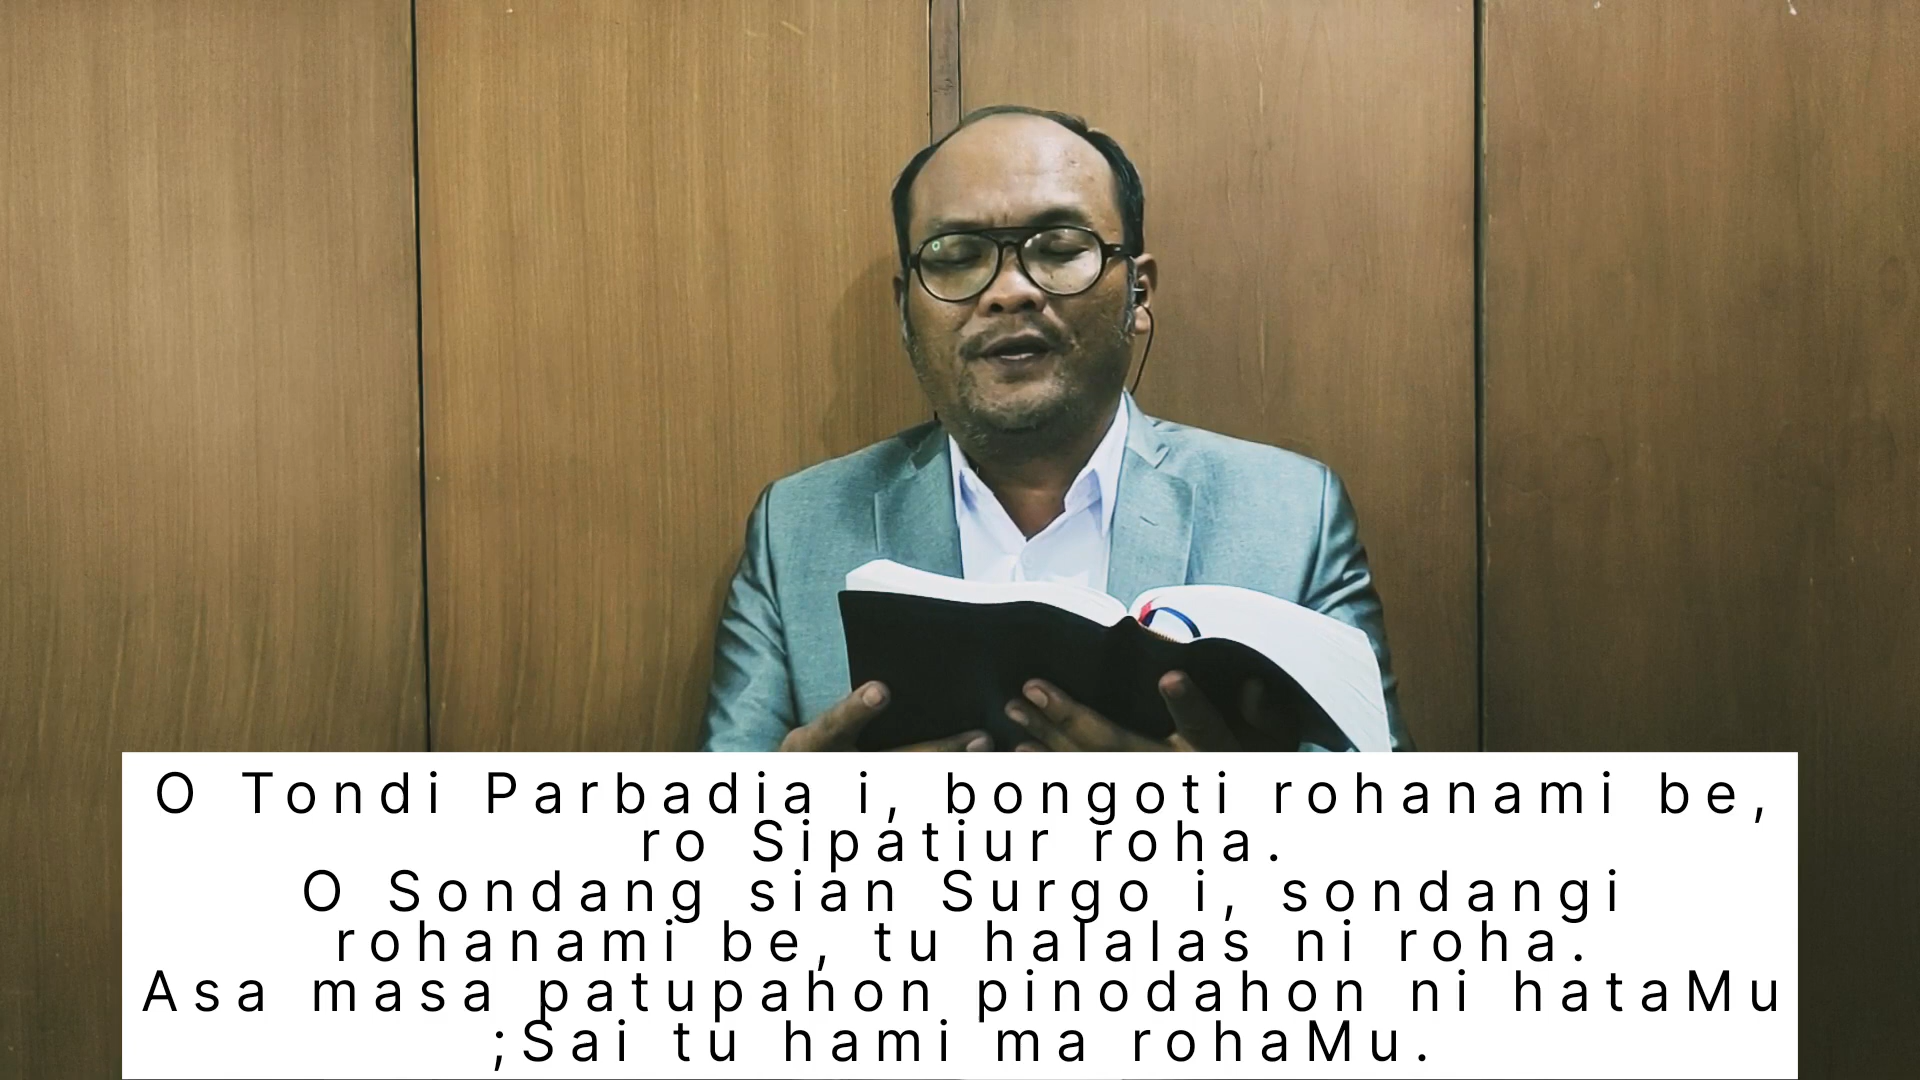 O Tondi Parbadia i, bongoti rohanami be,
ro Sipatiur roha.
O Sondang sian Surgo i, sondangi
rohanami be, tu halalas ni roha.
Asa masa patupahon pinodahon ni hataMu
;Sai tu hami ma rohaMu.